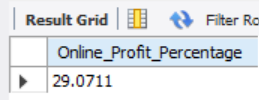 Result Grid Filter Ro
Online_Profit_Percentage
29.0711